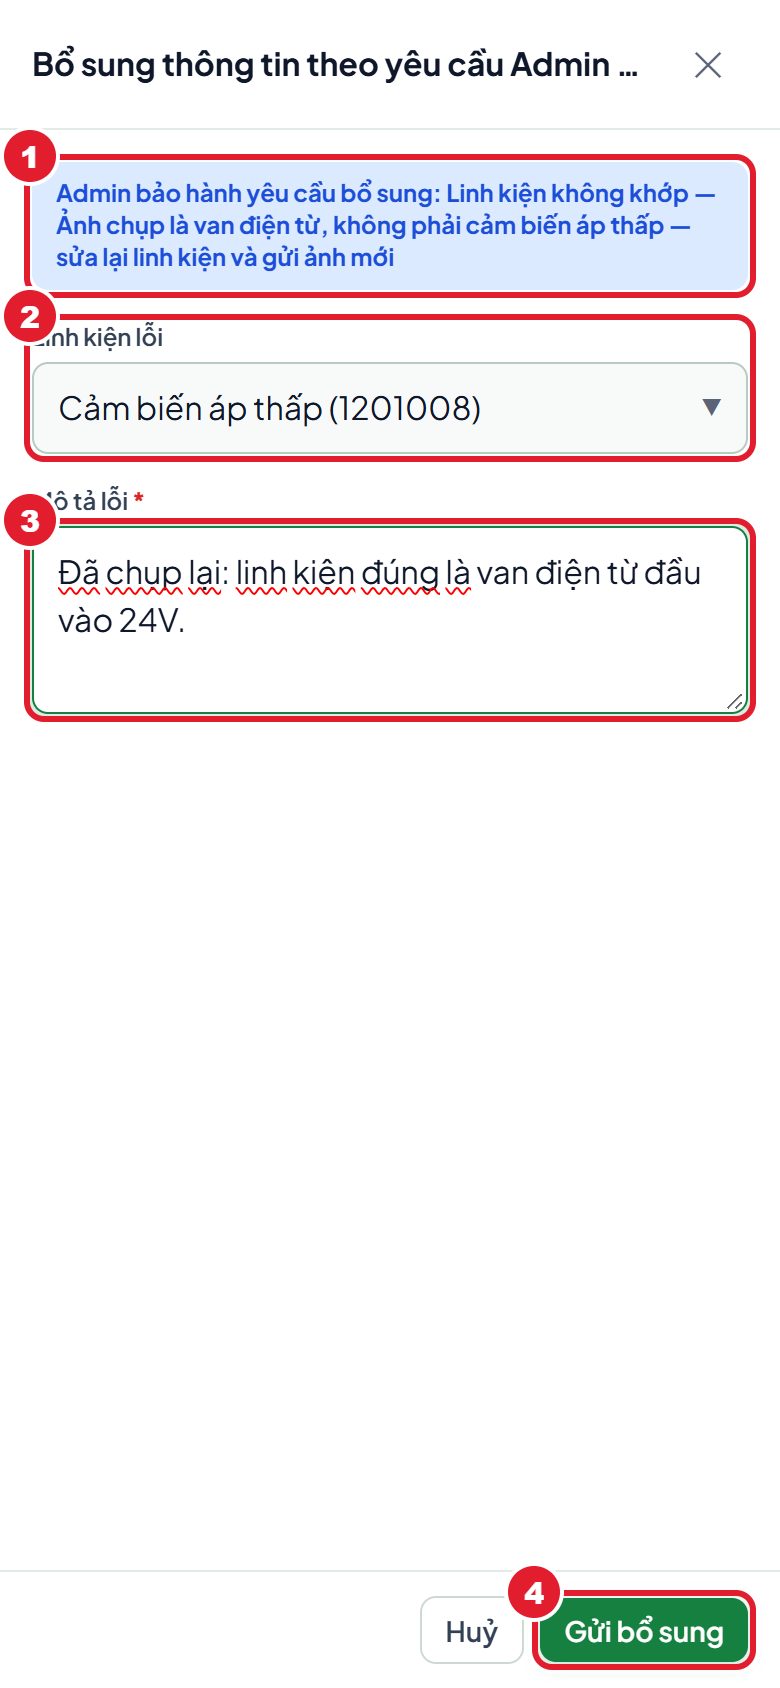 Bổ sung thông tin theo yêu cầu Admin ...
1
Admin bảo hành yêu cầu bổ sung: Linh kiện không khớp —
Ảnh chụp là van điện từ, không phải cảm biến áp thấp —
sửa lại linh kiện và gửi ảnh mới
2
Linh kiện lỗi
Cảm biến áp thấp (1201008)
Mô tả lỗi *
3
Đã chụp lại: linh kiện đúng là van điện từ đầu
vào 24V.
4
Huỷ
Gửi bổ sung